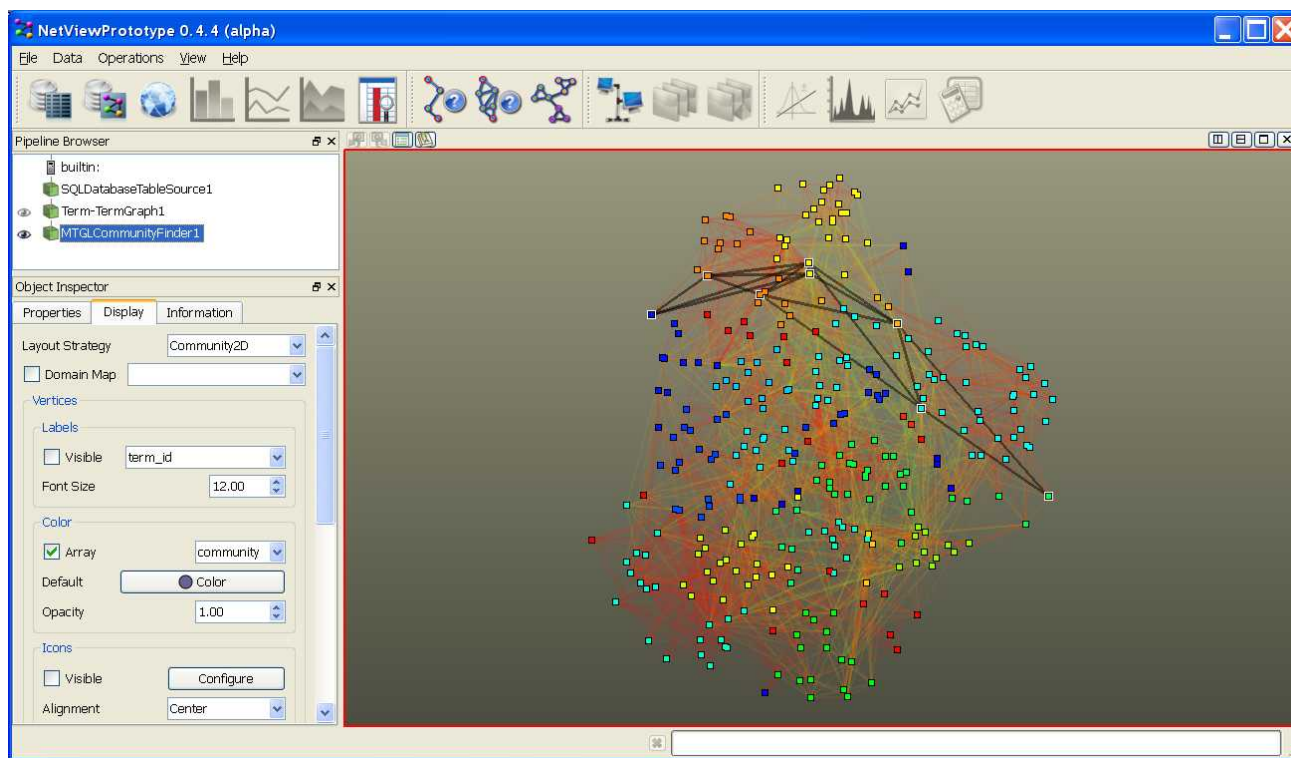 NetViewPrototype 0.4.4 (alpha)
File Data Operations View Help
Pipeline Browser
builtin:
SQLDatabaseTableSource1
Term-TermGraph1
MTGLCommunityFinder1
Object Inspector
Properties Display Information
Layout Strategy Community2D
Domain Map
Vertices
Labels
Visible term_id
Font Size 12.00
Color
Array community
Default Color
Opacity 1.00
Icons
Visible Configure
Alignment Center